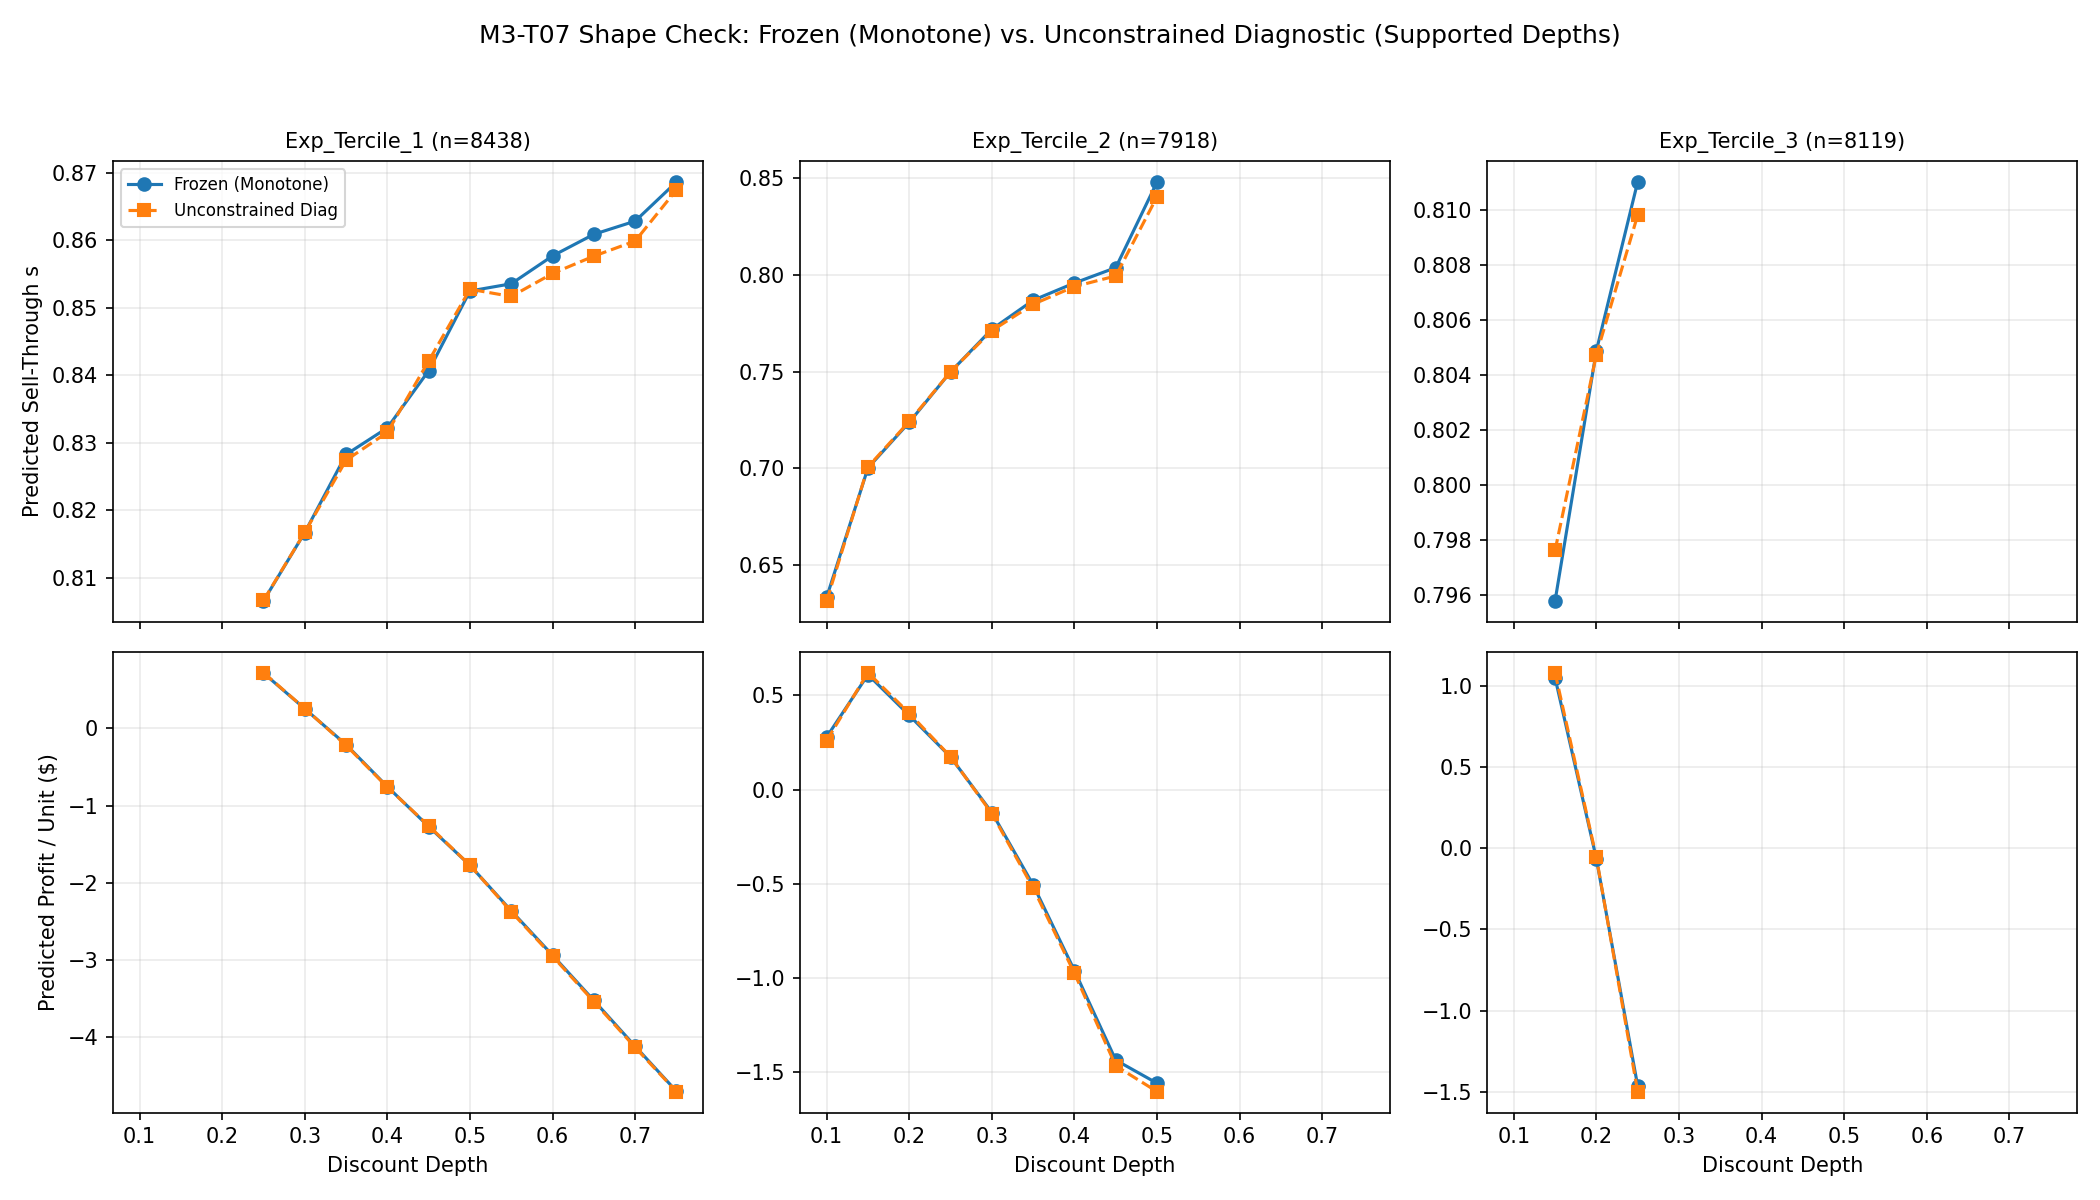 M3-T07 Shape Check: Frozen (Monotone) vs. Unconstrained Diagnostic (Supported Depths)
Exp_Tercile_1 (n=8438)
Exp_Tercile_2 (n=7918)
Exp_Tercile_3 (n=8119)
Frozen (Monotone)
Unconstrained Diag
Predicted Sell-Through s
0.87
0.86
0.85
0.84
0.83
0.82
0.81
0.85
0.80
0.75
0.70
0.65
0.810
0.808
0.806
0.804
0.802
0.800
0.798
0.796
Predicted Profit / Unit ($)
0
−1
−2
−3
−4
0.5
0.0
−0.5
−1.0
−1.5
1.0
0.5
0.0
−0.5
−1.0
−1.5
0.1 0.2 0.3 0.4 0.5 0.6 0.7
0.1 0.2 0.3 0.4 0.5 0.6 0.7
0.1 0.2 0.3 0.4 0.5 0.6 0.7
Discount Depth
Discount Depth
Discount Depth